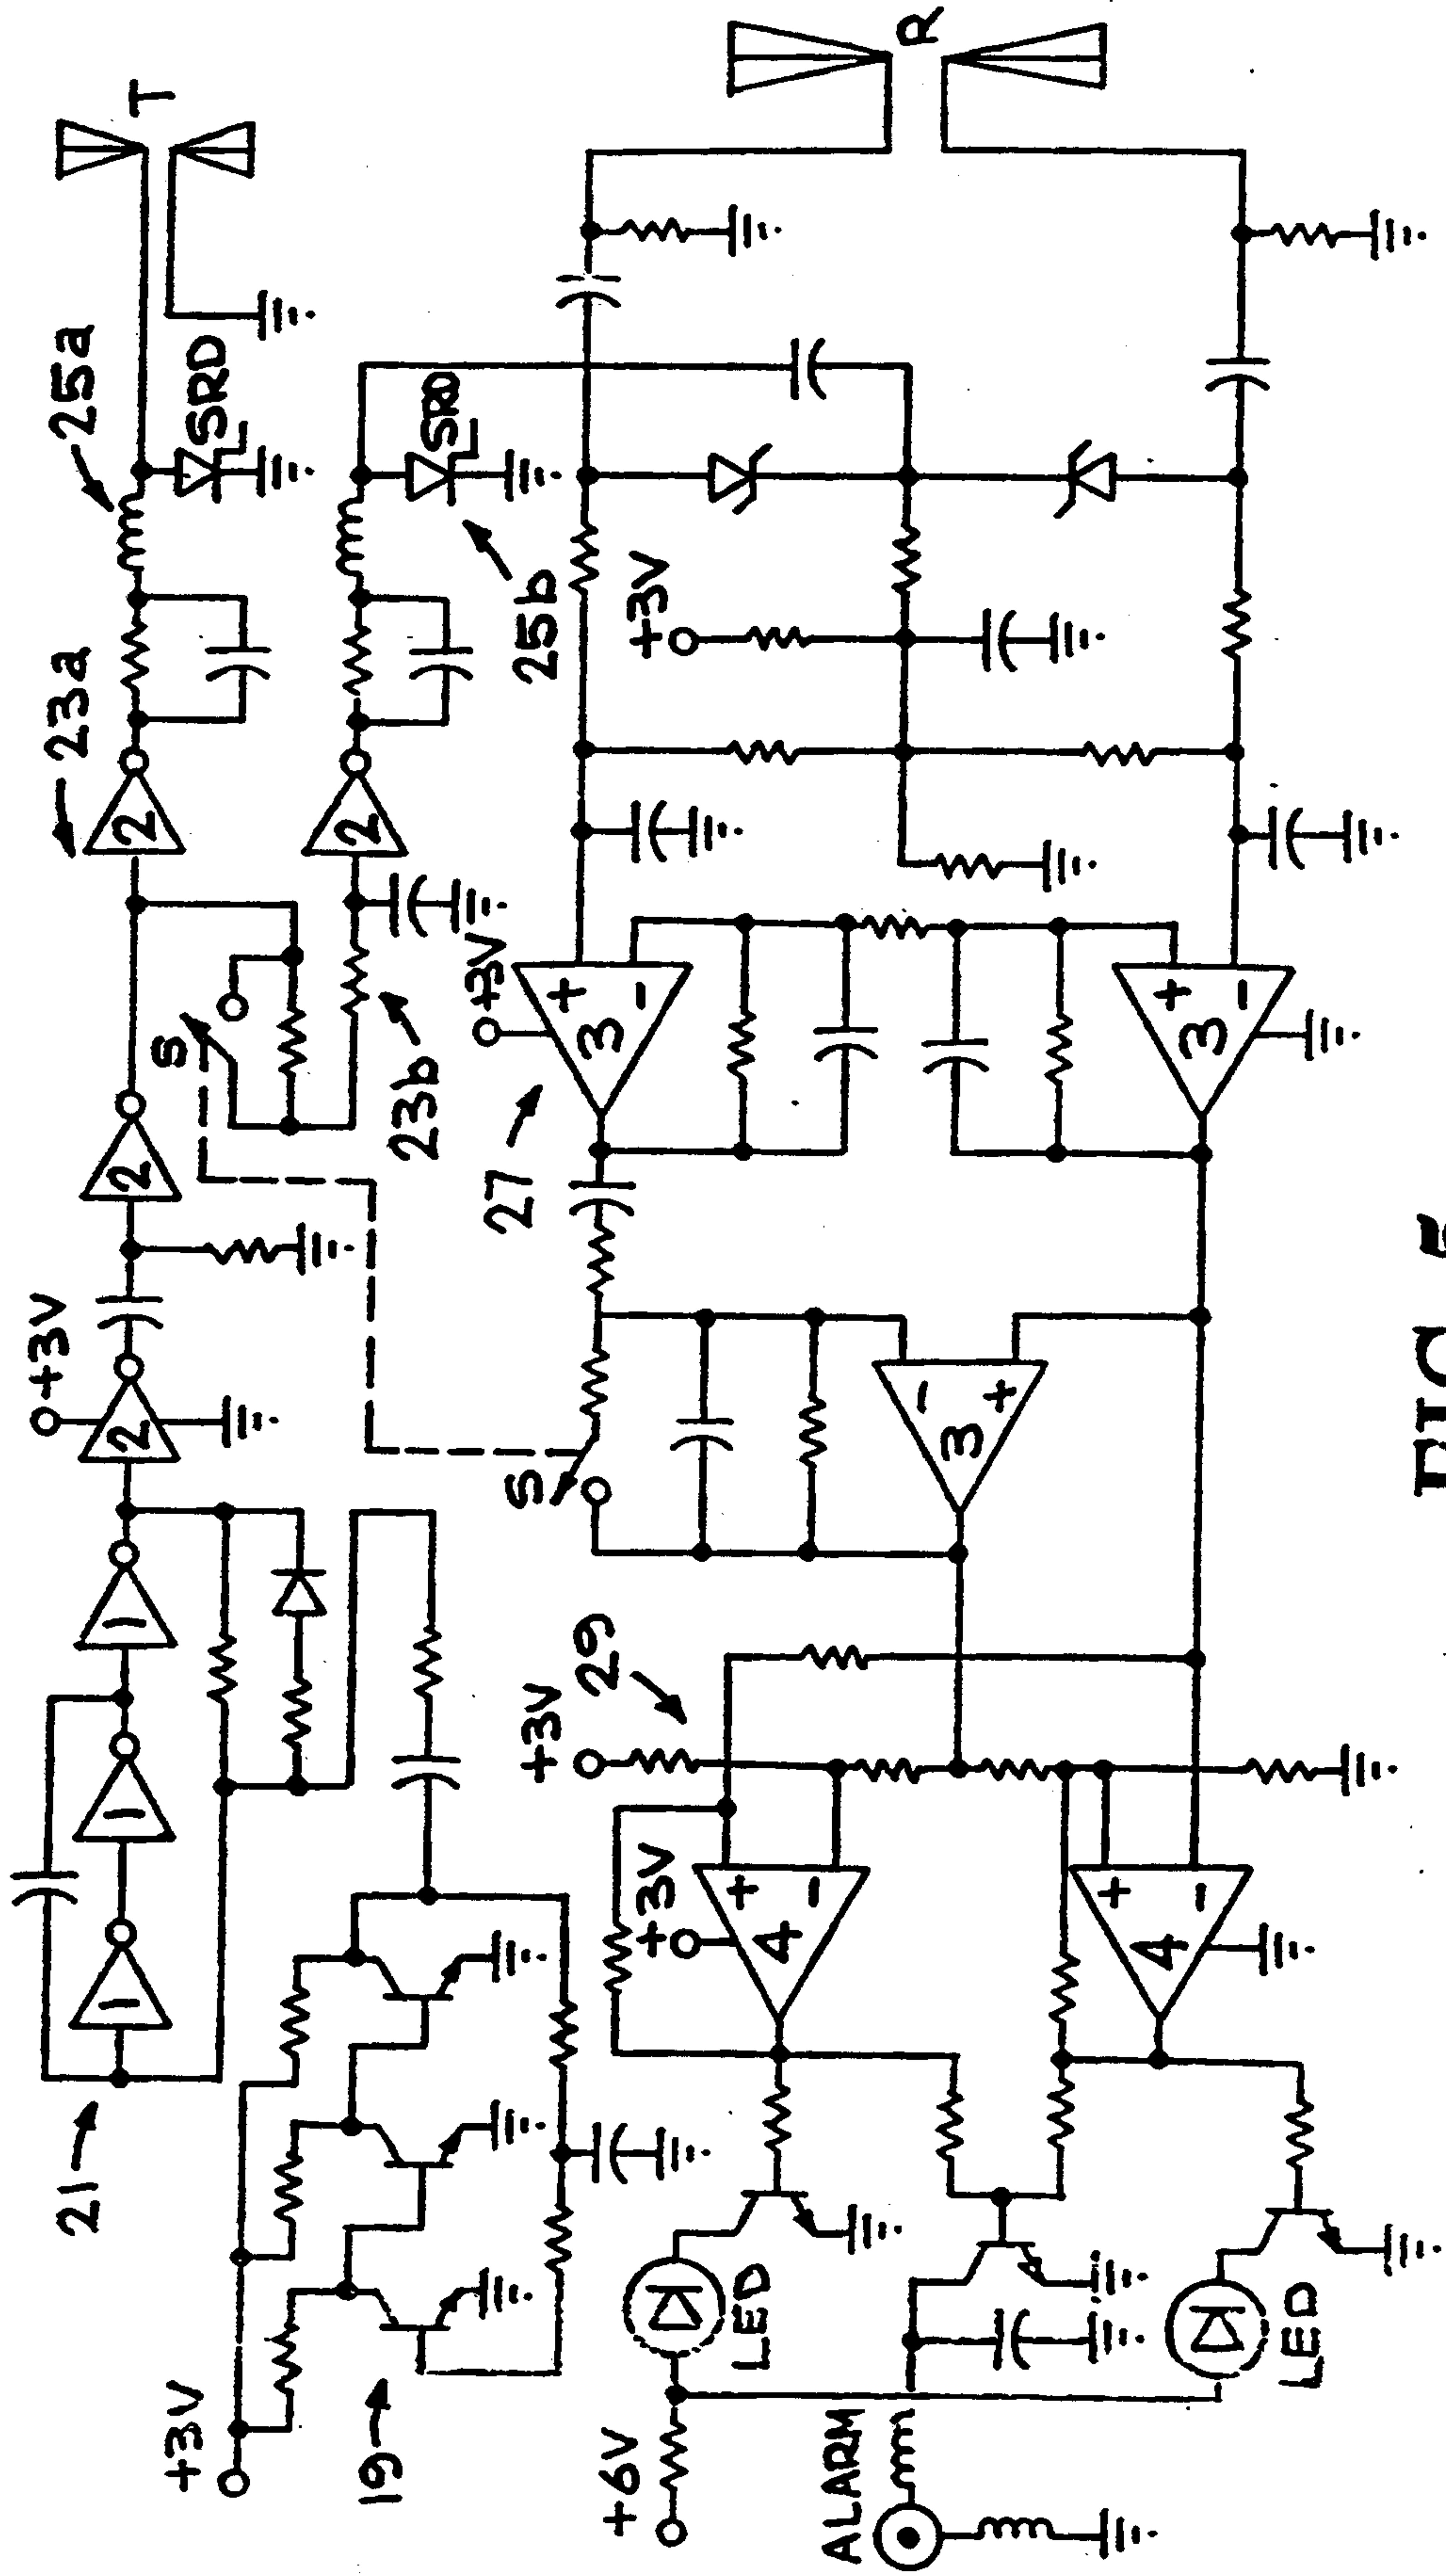 21
1
1
1
+3V
2
2
23a
2
25a
SRD
T
+3V
19
S
23b
2
SRD
25b
+6V
LED
+3V
+
-
4
+3V
29
S
27
+3V
+
-
3
+3V
R
ALARM
-
+
3
LED
+
-
4
+
-
3
FIG 5